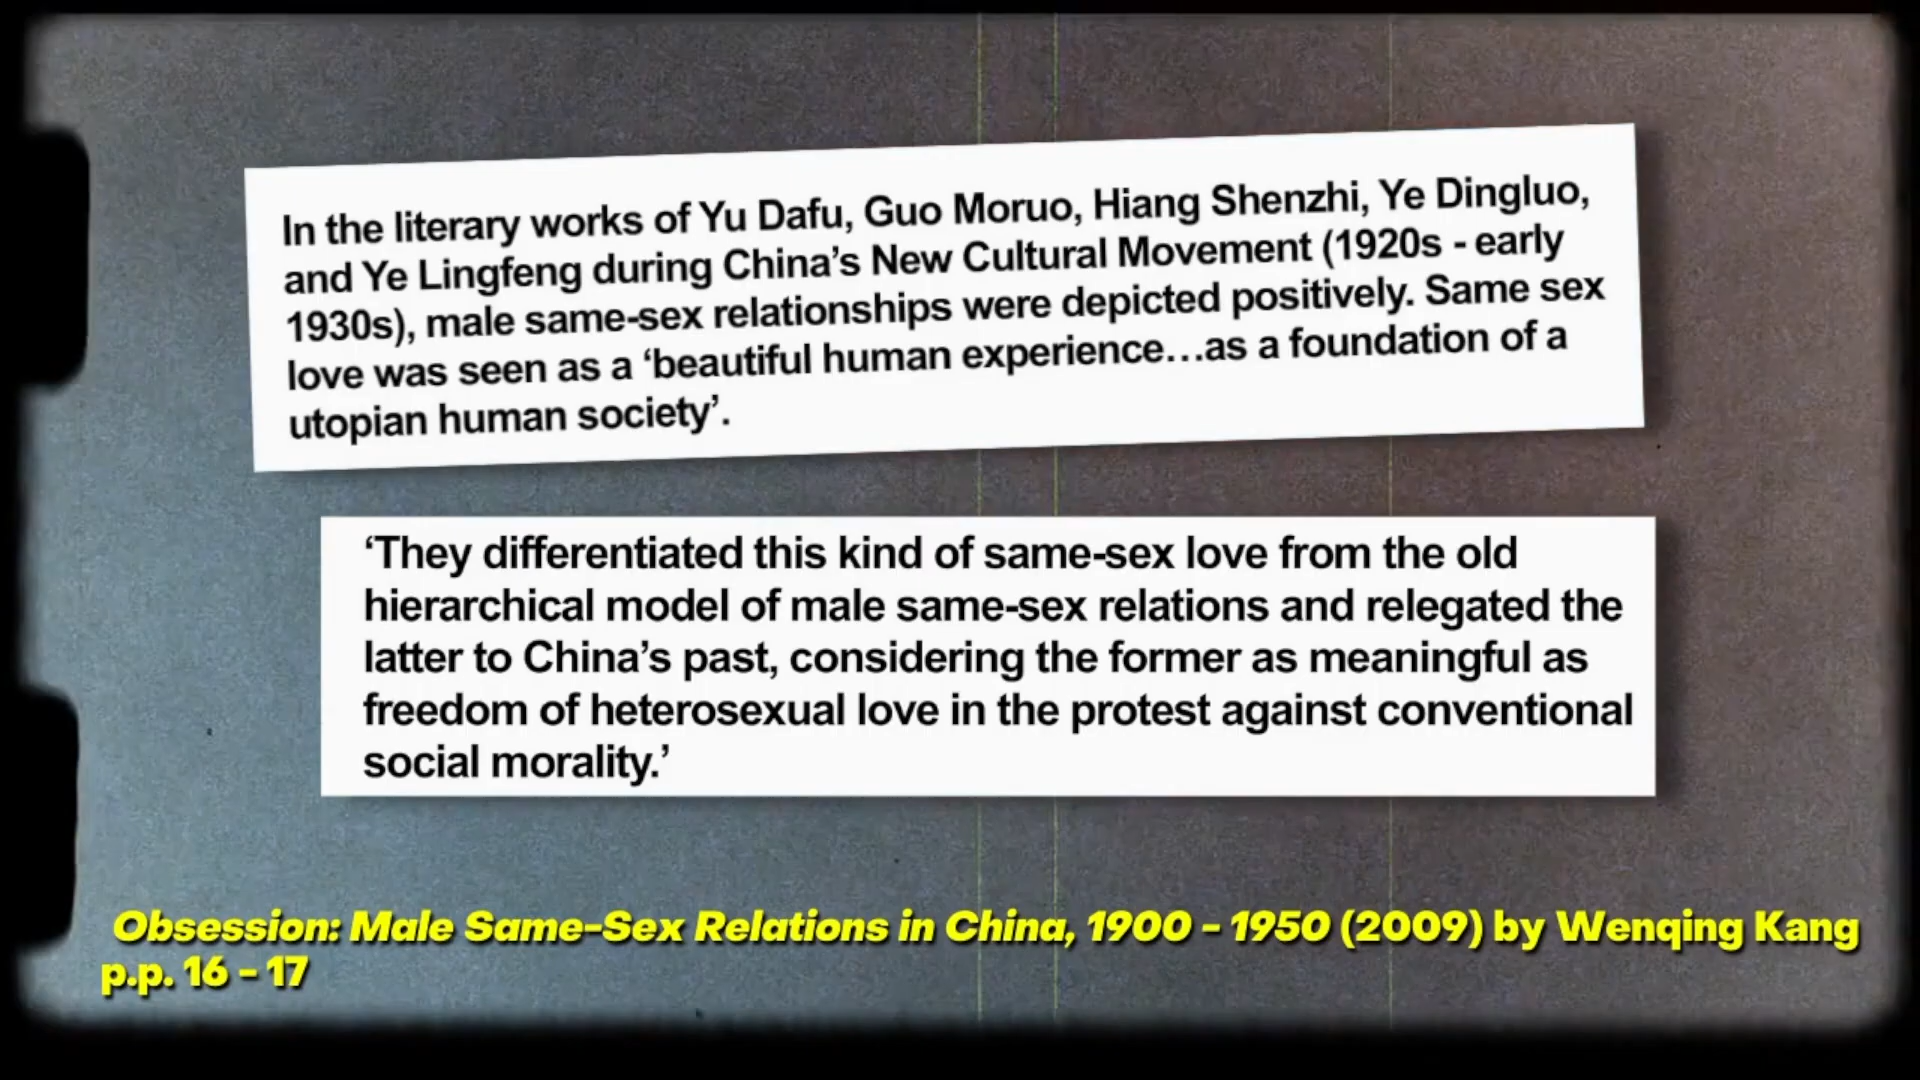 In the literary works of Yu Dafu, Guo Moruo, Hiang Shenzhi, Ye Dingluo,
and Ye Lingfeng during China’s New Cultural Movement (1920s - early
1930s), male same-sex relationships were depicted positively. Same sex
love was seen as a ‘beautiful human experience…as a foundation of a
utopian human society’.
‘They differentiated this kind of same-sex love from the old
hierarchical model of male same-sex relations and relegated the
latter to China’s past, considering the former as meaningful as
freedom of heterosexual love in the protest against conventional
social morality.’
Obsession: Male Same-Sex Relations in China, 1900 - 1950 (2009) by Wenqing Kang
p.p. 16 - 17